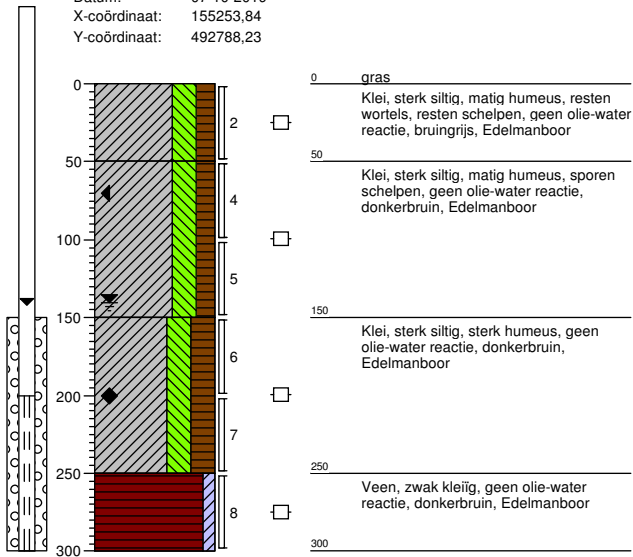 X-coördinaat: 155253,84
Y-coördinaat: 492788,23
0
50
100
150
200
250
300
2
4
5
6
7
8
0 gras
Klei, sterk siltig, matig humeus, resten
wortels, resten schelpen, geen olie-water
reactie, bruingrijs, Edelmanboor
50
Klei, sterk siltig, matig humeus, sporen
schelpen, geen olie-water reactie,
donkerbruin, Edelmanboor
150
Klei, sterk siltig, sterk humeus, geen
olie-water reactie, donkerbruin,
Edelmanboor
250
Veen, zwak kleiïg, geen olie-water
reactie, donkerbruin, Edelmanboor
300